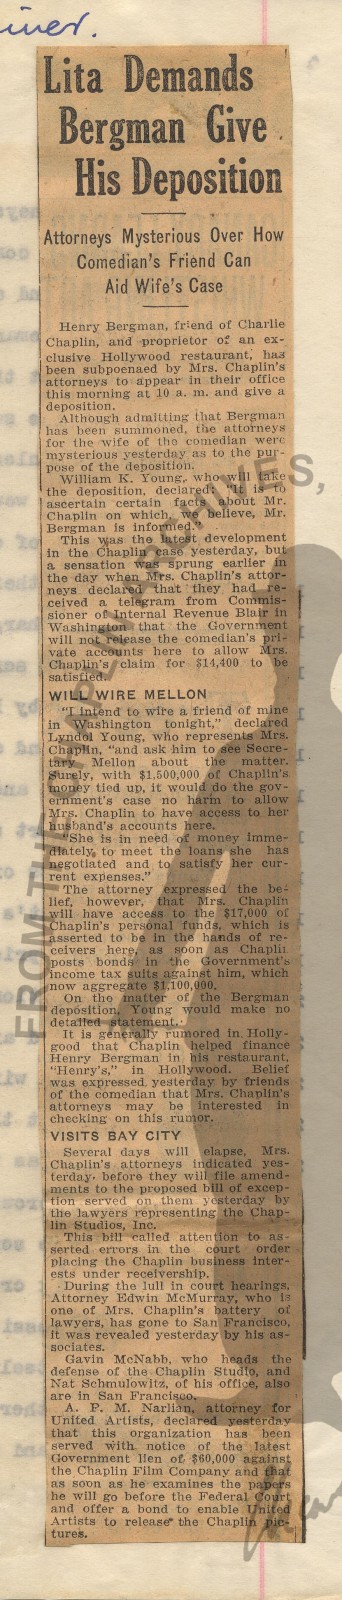 iner.
Lita Demands
Bergman Give
His Deposition
Attorneys Mysterious Over How
Comedian's Friend Can
Aid Wife's Case
Henry Bergman, friend of Charlie
Chaplin, and proprietor of an ex-
clusive Hollywood restaurant, has
been subpoenaed by Mrs. Chaplin's
attorneys to appear in their office
this morning at 10 a. m. and give a
deposition.
Although admitting that Bergman
has been summoned, the attorneys
for the wife of the comedian were
mysterious yesterday as to the pur-
pose of the deposition.
William K. Young, who will take
the deposition, declared: "It is to
ascertain certain facts about Mr.
Chaplin on which, we believe, Mr.
Bergman is informed."
This was the latest development
in the Chaplin case yesterday, but
a sensation was sprung earlier in
the day when Mrs. Chaplin's attor-
neys declared that they had re-
ceived a telegram from Commis-
sioner of Internal Revenue Blair in
Washington that the Government
will not release the comedian's pri-
vate accounts here to allow Mrs.
Chaplin's claim for $14,400 to be
satisfied.
WILL WIRE MELLON
"I intend to wire a friend of mine
in Washington tonight," declared
Lyndol Young, who represents Mrs.
Chaplin, "and ask him to see Secre-
tary Mellon about the matter.
Surely, with $1,500,000 of Chaplin's
money tied up, it would do the gov-
ernment's case no harm to allow
Mrs. Chaplin to have access to her
husband's accounts here.
"She is in need of money imme-
diately to meet the loans she has
negotiated and to satisfy her cur-
rent expenses."
The attorney expressed the be-
lief, however, that Mrs. Chaplin
will have access to the $17,000 of
Chaplin's personal funds, which is
asserted to be in the hands of re-
ceivers here, as soon as Chaplin
posts bonds in the Government's
income tax suits against him, which
now aggregate $1,100,000.
On the matter of the Bergman
deposition, Young would make no
detailed statement.
It is generally rumored in Holly-
good that Chaplin helped finance
Henry Bergman in his restaurant,
"Henry's," in Hollywood. Belief
was expressed yesterday by friends
of the comedian that Mrs. Chaplin's
attorneys may be interested in
checking on this rumor.
VISITS BAY CITY
Several days will elapse, Mrs.
Chaplin's attorneys indicated yes-
terday, before they will file amend-
ments to the proposed bill of excep-
tion served on them yesterday by
the lawyers representing the Chap-
lin Studios, Inc.
This bill called attention to as-
serted errors in the court order
placing the Chaplin business inter-
ests under receivership.
During the lull in court hearings,
Attorney Edwin McMurray, who is
one of Mrs. Chaplin's battery of
lawyers, has gone to San Francisco,
it was revealed yesterday by his as-
sociates.
Gavin McNabb, who heads the
defense of the Chaplin Studio, and
Nat Schmulowitz, of his office, also
are in San Francisco.
A. P. M. Narlian, attorney for
United Artists, declared yesterday
that this organization has been
served with notice of the latest
Government lien of $60,000 against
the Chaplin Film Company and that
as soon as he examines the papers
he will go before the Federal Court
and offer a bond to enable United
Artists to release the Chaplin pic-
tures.
FROM THE CHAPLIN ARCHIVES,